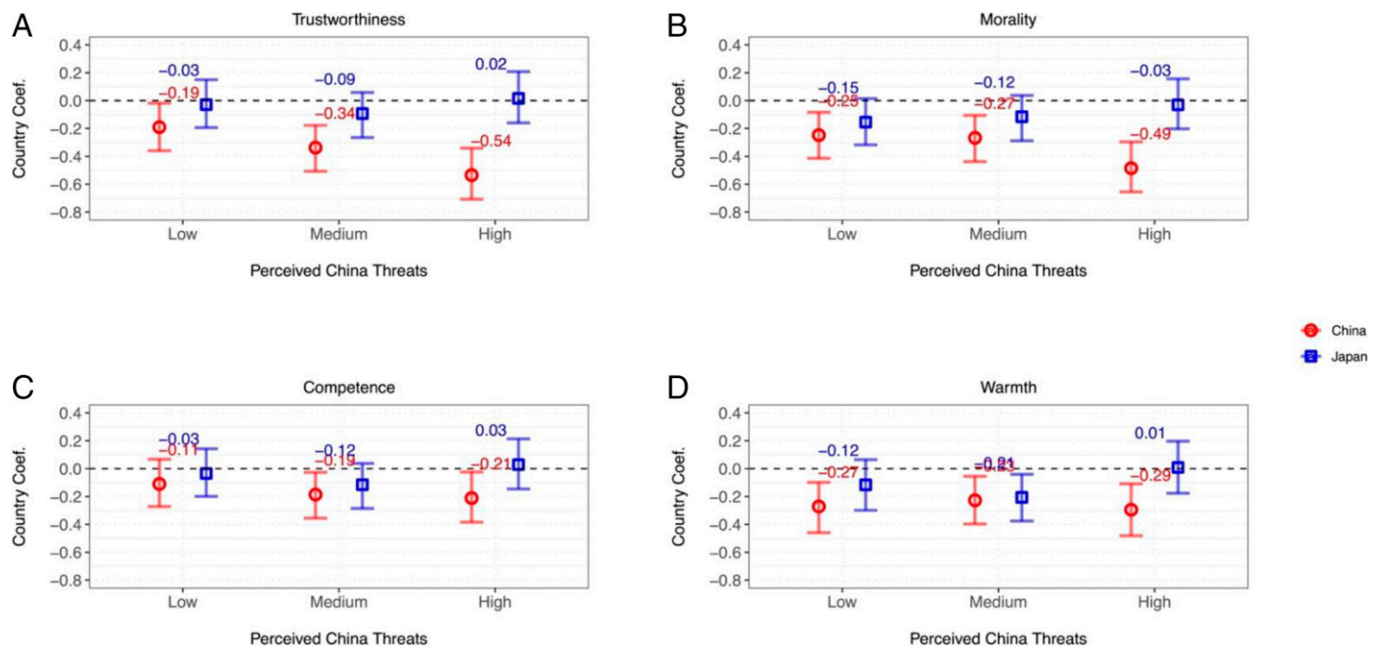 A
Trustworthiness
Country Coef.
0.4
0.2
0.0
−0.2
−0.4
−0.6
−0.8
−0.03
−0.19
−0.09
−0.34
0.02
−0.54
Low
Medium
High
Perceived China Threats
B
Morality
Country Coef.
0.4
0.2
0.0
−0.2
−0.4
−0.6
−0.8
−0.15
−0.25
−0.12
−0.27
−0.03
−0.49
Low
Medium
High
Perceived China Threats
China
Japan
C
Competence
Country Coef.
0.4
0.2
0.0
−0.2
−0.4
−0.6
−0.8
−0.03
−0.11
−0.12
−0.19
0.03
−0.21
Low
Medium
High
Perceived China Threats
D
Warmth
Country Coef.
0.4
0.2
0.0
−0.2
−0.4
−0.6
−0.8
−0.12
−0.27
−0.21
0.01
−0.29
Low
Medium
High
Perceived China Threats